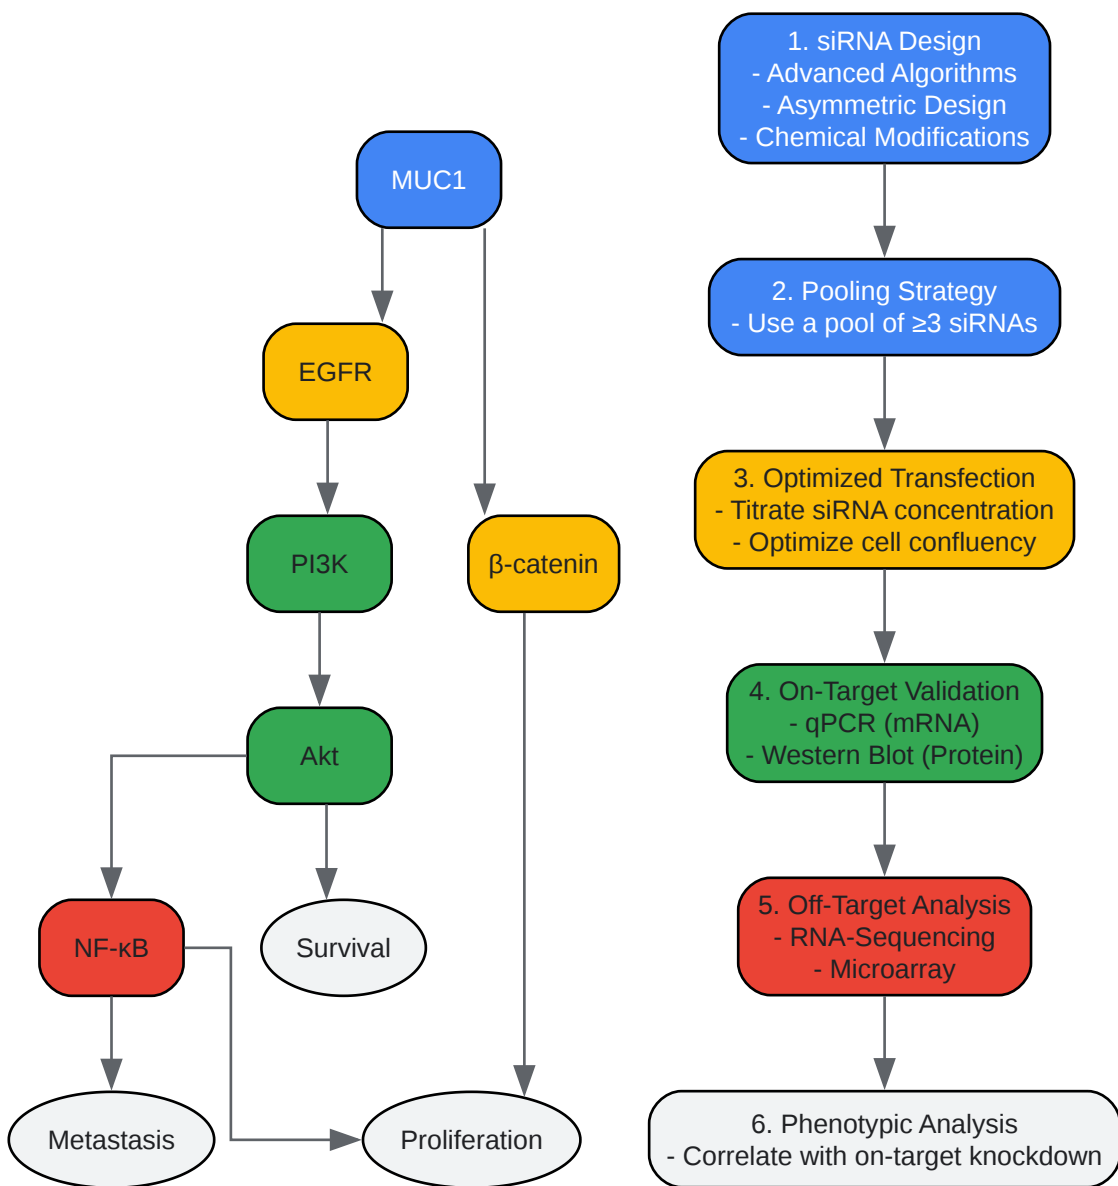 MUC1
EGFR
PI3K
β-catenin
Akt
NF-κB
Survival
Metastasis
Proliferation
1. siRNA Design
- Advanced Algorithms
- Asymmetric Design
- Chemical Modifications
2. Pooling Strategy
- Use a pool of ≥3 siRNAs
3. Optimized Transfection
- Titrate siRNA concentration
- Optimize cell confluency
4. On-Target Validation
- qPCR (mRNA)
- Western Blot (Protein)
5. Off-Target Analysis
- RNA-Sequencing
- Microarray
6. Phenotypic Analysis
- Correlate with on-target knockdown